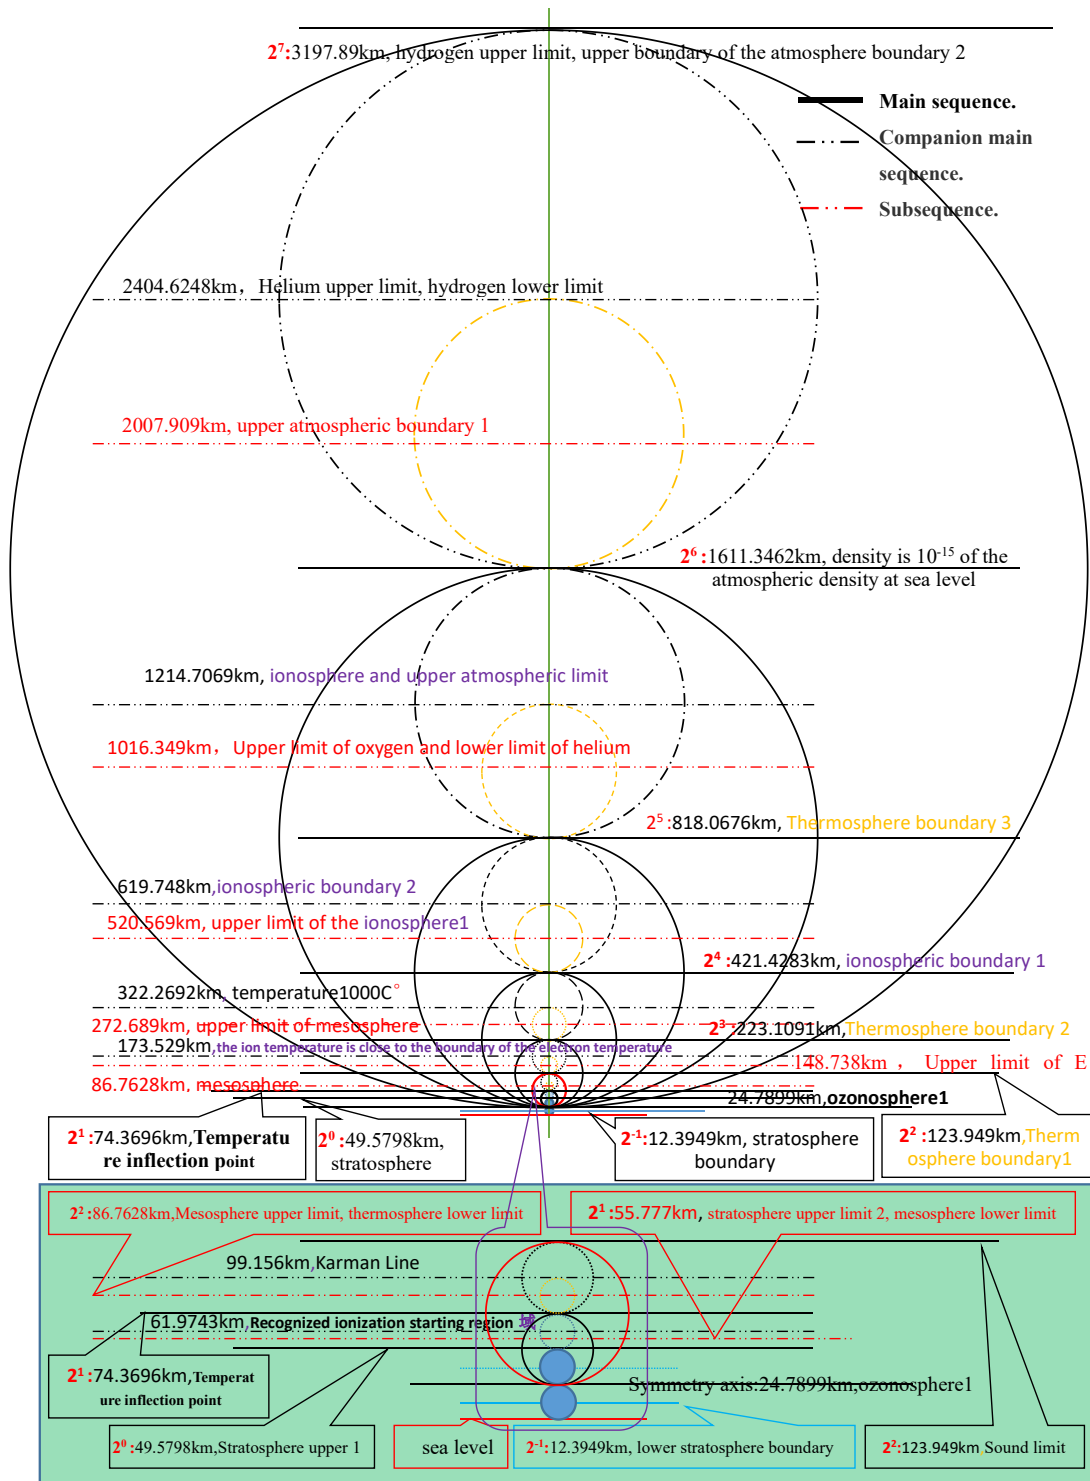 2⁷:3197.89km, hydrogen upper limit, upper boundary of the atmosphere boundary 2
Main sequence.
Companion main
sequence.
Subsequence.
2404.6248km，Helium upper limit, hydrogen lower limit
2007.909km, upper atmospheric boundary 1
2⁶:1611.3462km, density is 10⁻¹⁵ of the
atmospheric density at sea level
1214.7069km, ionosphere and upper atmospheric limit
1016.349km，Upper limit of oxygen and lower limit of helium
2⁵:818.0676km, Thermosphere boundary 3
619.748km,ionospheric boundary 2
520.569km, upper limit of the ionosphere1
2⁴:421.4283km, ionospheric boundary 1
322.2692km, temperature1000C°
272.689km, upper limit of mesosphere
2³:223.1091km,Thermosphere boundary 2
173.529km,the ion temperature is close to the boundary of the electron temperature
148.738km，Upper limit of E
86.7628km, mesosphere
24.7899km,ozonosphere1
2¹:74.3696km,Temperatu
re inflection point
2⁰:49.5798km,
stratosphere
2⁻¹:12.3949km, stratosphere
boundary
2²:123.949km,Therm
osphere boundary1
2²:86.7628km,Mesosphere upper limit, thermosphere lower limit
2¹:55.777km, stratosphere upper limit 2, mesosphere lower limit
99.156km,Karman Line
61.9743km,Recognized ionization starting region 域
2¹:74.3696km,Temperat
ure inflection point
Symmetry axis:24.7899km,ozonosphere1
2⁰:49.5798km,Stratosphere upper 1
sea level
2⁻¹:12.3949km, lower stratosphere boundary
2²:123.949km Sound limit